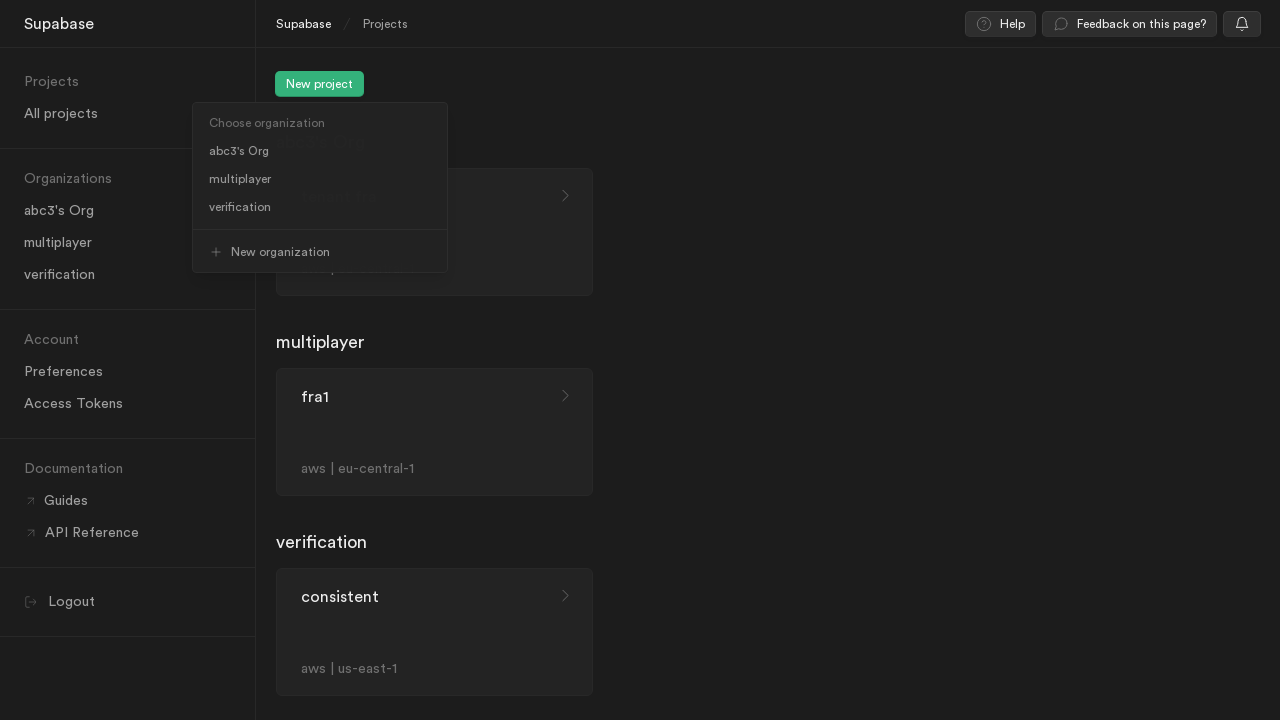 Supabase
Supabase / Projects
Help
Feedback on this page?
Projects
All projects
New project
Choose organization
abc3's Org
multiplayer
verification
New organization
Organizations
abc3's Org
multiplayer
verification
Account
Preferences
Access Tokens
Documentation
Guides
API Reference
Logout
multiplayer
fra1
aws | eu-central-1
verification
consistent
aws | us-east-1